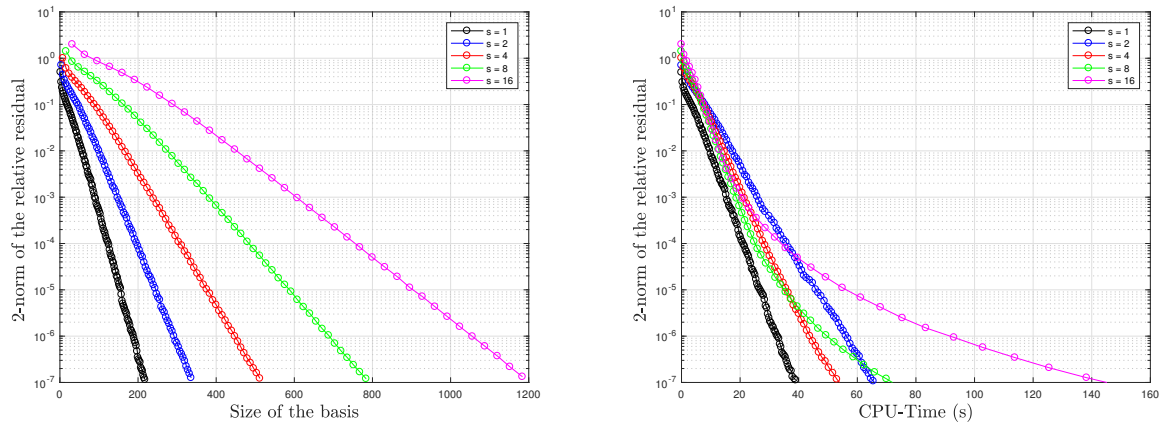 10^2
10^1
10^0
10^-1
10^-2
10^-3
10^-4
10^-5
10^-6
10^-7
2-norm of the relative residual
0 200 400 600 800 1000 1200
Size of the basis
s = 1
s = 2
s = 4
s = 8
s = 16
10^2
10^1
10^0
10^-1
10^-2
10^-3
10^-4
10^-5
10^-6
10^-7
2-norm of the relative residual
0 20 40 60 80 100 120 140 160
CPU-Time (s)
s = 1
s = 2
s = 4
s = 8
s = 16